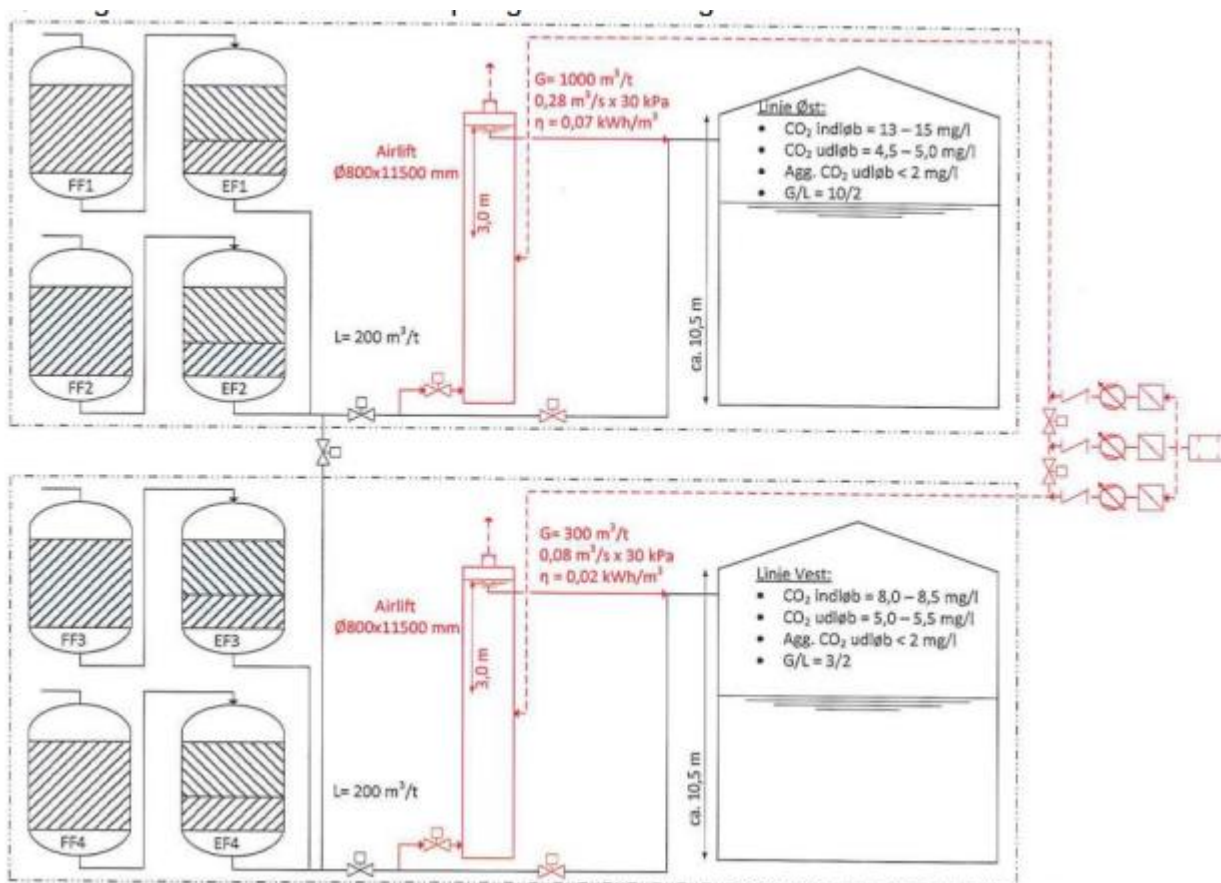 FF1
EF1
FF2
EF2
L= 200 m³/t
Airlift
Ø800x11500 mm
3,0 m
G= 1000 m³/t
0,28 m³/s x 30 kPa
η = 0,07 kWh/m³
ca. 10,5 m
Linje Øst:
• CO₂ indløb = 13 – 15 mg/l
• CO₂ udløb = 4,5 – 5,0 mg/l
• Agg. CO₂ udløb < 2 mg/l
• G/L = 10/2
FF3
EF3
FF4
EF4
L= 200 m³/t
Airlift
Ø800x11500 mm
3,0 m
G= 300 m³/t
0,08 m³/s x 30 kPa
η = 0,02 kWh/m³
ca. 10,5 m
Linje Vest:
• CO₂ indløb = 8,0 – 8,5 mg/l
• CO₂ udløb = 5,0 – 5,5 mg/l
• Agg. CO₂ udløb < 2 mg/l
• G/L = 3/2